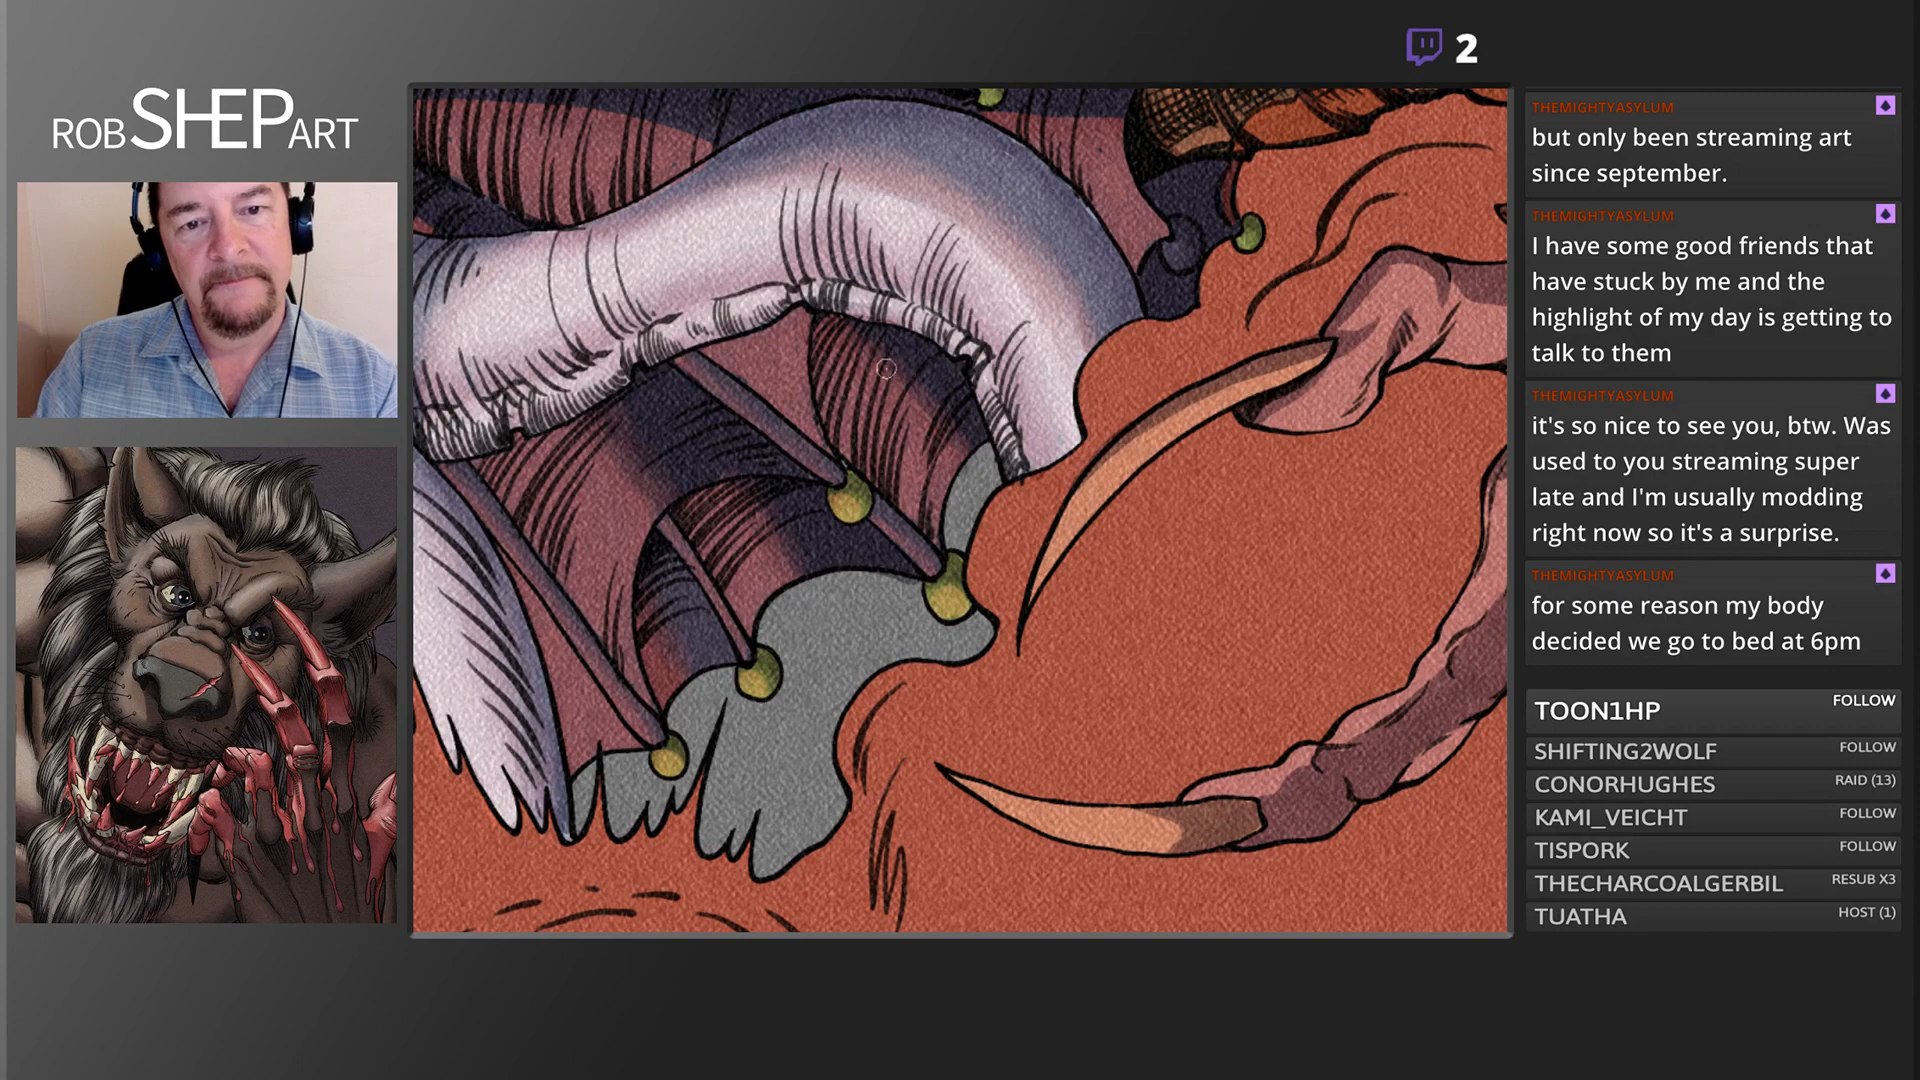 2
ROB SHEP ART
THEMIGHTYASYLUM
but only been streaming art
since september.
THEMIGHTYASYLUM
I have some good friends that
have stuck by me and the
highlight of my day is getting to
talk to them
THEMIGHTYASYLUM
it's so nice to see you, btw. Was
used to you streaming super
late and I'm usually modding
right now so it's a surprise.
THEMIGHTYASYLUM
for some reason my body
decided we go to bed at 6pm
TOON1HP FOLLOW
SHIFTING2WOLF FOLLOW
CONORHUGHES RAID (13)
KAMI_VEICHT FOLLOW
TISPORK FOLLOW
THECHARCOALGERBIL RESUB X3
TUATHA HOST (1)